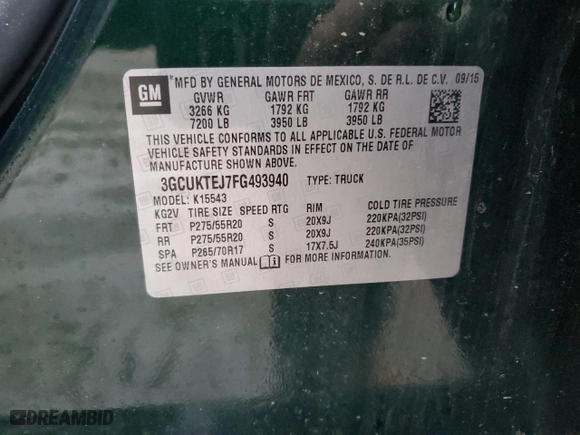 GM
* MFD BY GENERAL MOTORS DE MEXICO, S. DE R.L. DE C.V. 09/15
GVWR GAWR FRT GAWR RR
3266 KG 1792 KG 1792 KG
7200 LB 3950 LB 3950 LB
THIS VEHICLE CONFORMS TO ALL APPLICABLE U.S. FEDERAL MOTOR
VEHICLE SAFETY STANDARDS IN EFFECT ON THE DATE OF
MANUFACTURE SHOWN ABOVE.
3GCUKTEJ7FG493940 TYPE: TRUCK
MODEL: K15543
KG2V TIRE SIZE SPEED RTG RIM COLD TIRE PRESSURE
FRT P275/55R20 S 20X9J 220KPA(32PSI)
RR P275/55R20 S 20X9J 220KPA(32PSI)
SPA P265/70R17 S 17X7.5J 240KPA(35PSI)
SEE OWNER'S MANUAL FOR MORE INFORMATION.
DREAMBID